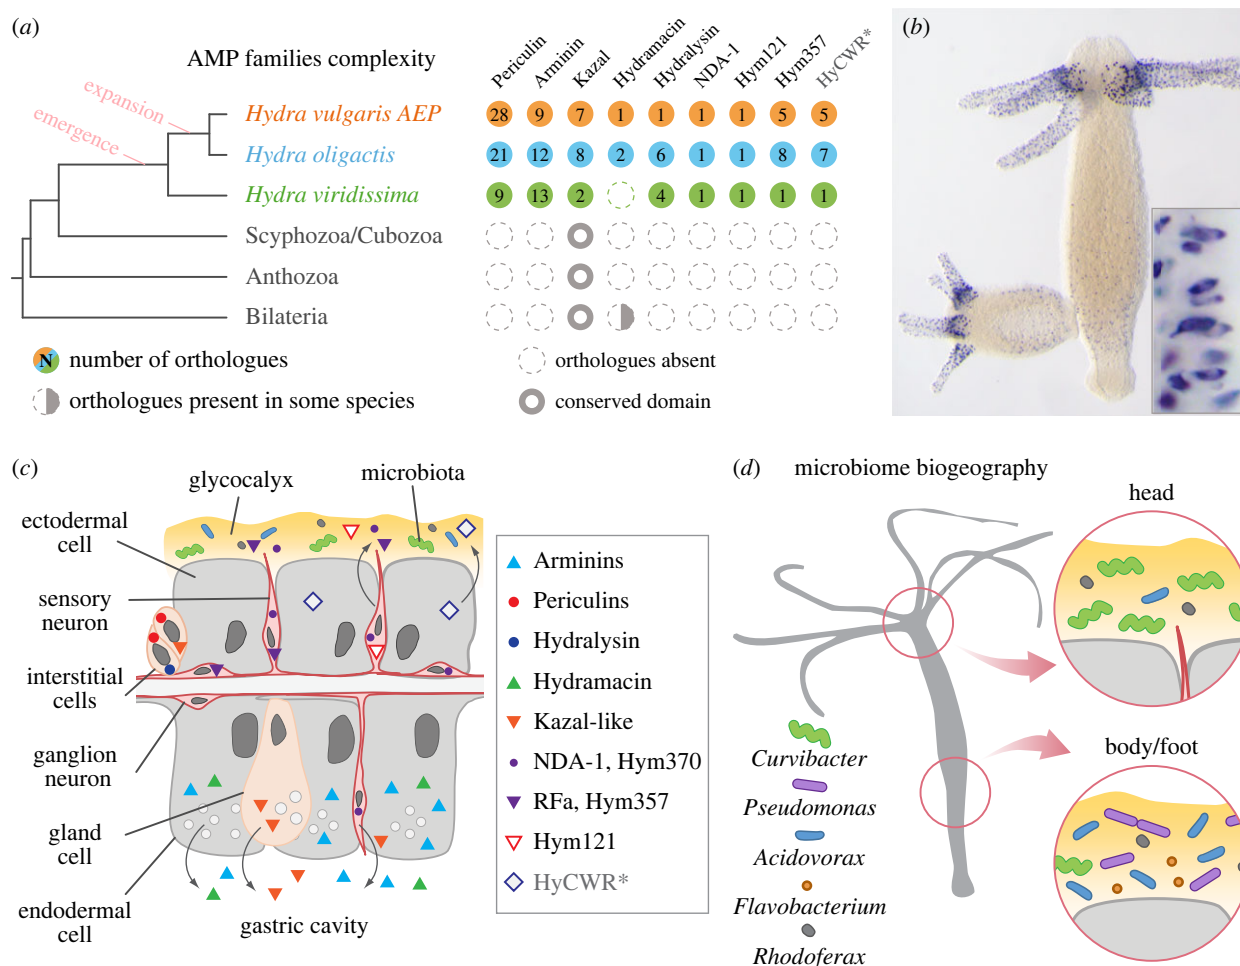 (a)
AMP families complexity
Periculin
Arminin
Kazal
Hydramacin
Hydralysin
NDA-1
Hym121
Hym357
HyCWR*
expansion
emergence
Hydra vulgaris AEP 28 9 7 1 1 1 1 5 5
Hydra oligactis 21 12 8 2 6 1 1 8 7
Hydra viridissima 9 13 2 4 1 1 1 1
Scyphozoa/Cubozoa
Anthozoa
Bilateria
N number of orthologues
orthologues absent
orthologues present in some species
conserved domain
(b)
(c)
glycocalyx
microbiota
ectodermal
cell
sensory
neuron
interstitial
cells
ganglion
neuron
gland
cell
endodermal
cell
gastric cavity
Arminins
Periculins
Hydralysin
Hydramacin
Kazal-like
NDA-1, Hym370
RFa, Hym357
Hym121
HyCWR*
(d)
microbiome biogeography
head
body/foot
Curvibacter
Pseudomonas
Acidovorax
Flavobacterium
Rhodoferax